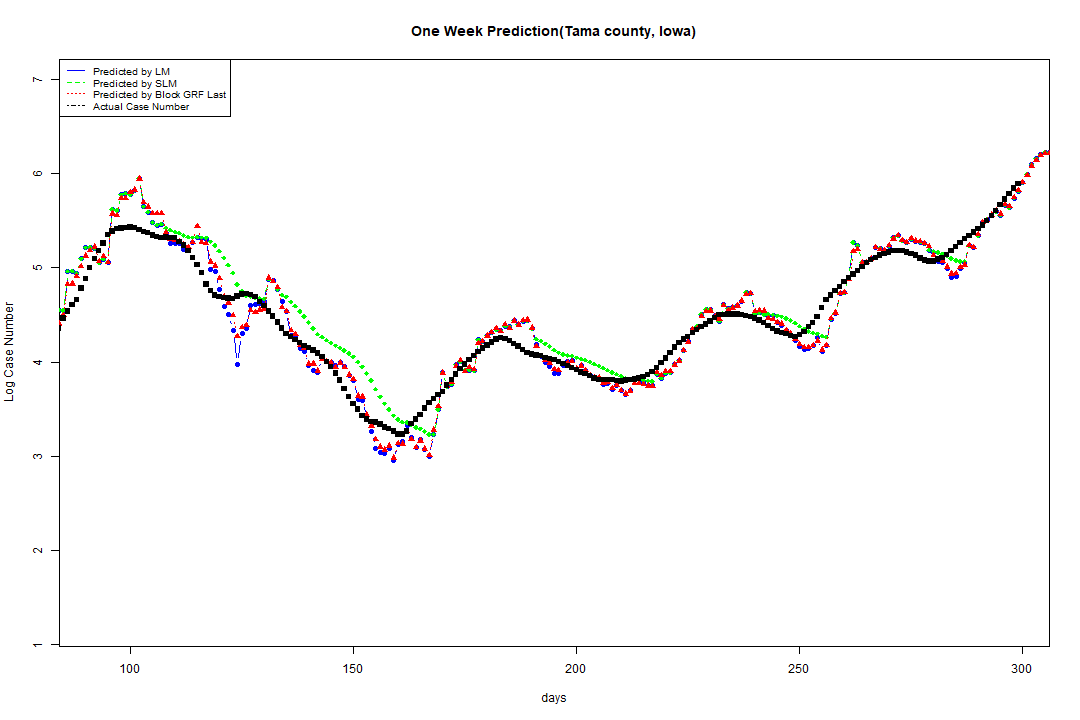 One Week Prediction(Tama county, Iowa)
Predicted by LM
Predicted by SLM
Predicted by Block GRF Last
Actual Case Number
7
6
5
4
3
2
1
Log Case Number
100 150 200 250 300
days